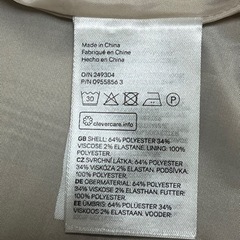 Made in China
Fabriqué en Chine
Hecho en China
O/N 249304
P/N 0955856 3
30
P
clevercare.info
GB SHELL: 64% POLYESTER 34%
VISCOSE 2% ELASTANE. LINING: 100%
POLYESTER.
CZ SVRCHNÍ LÁTKA: 64% POLYESTER 34%
VISKÓZA 2% ELASTAN. PODŠÍVKA:
100% POLYESTER.
DE OBERMATERIAL: 64% POLYESTER
34% VISKOSE 2% ELASTHAN. FUTTER:
100% POLYESTER.
EE ÜMBRIS: 64% POLÜESTER 34%
VISKOOS 2% ELASTAAN. VOODER: 100%